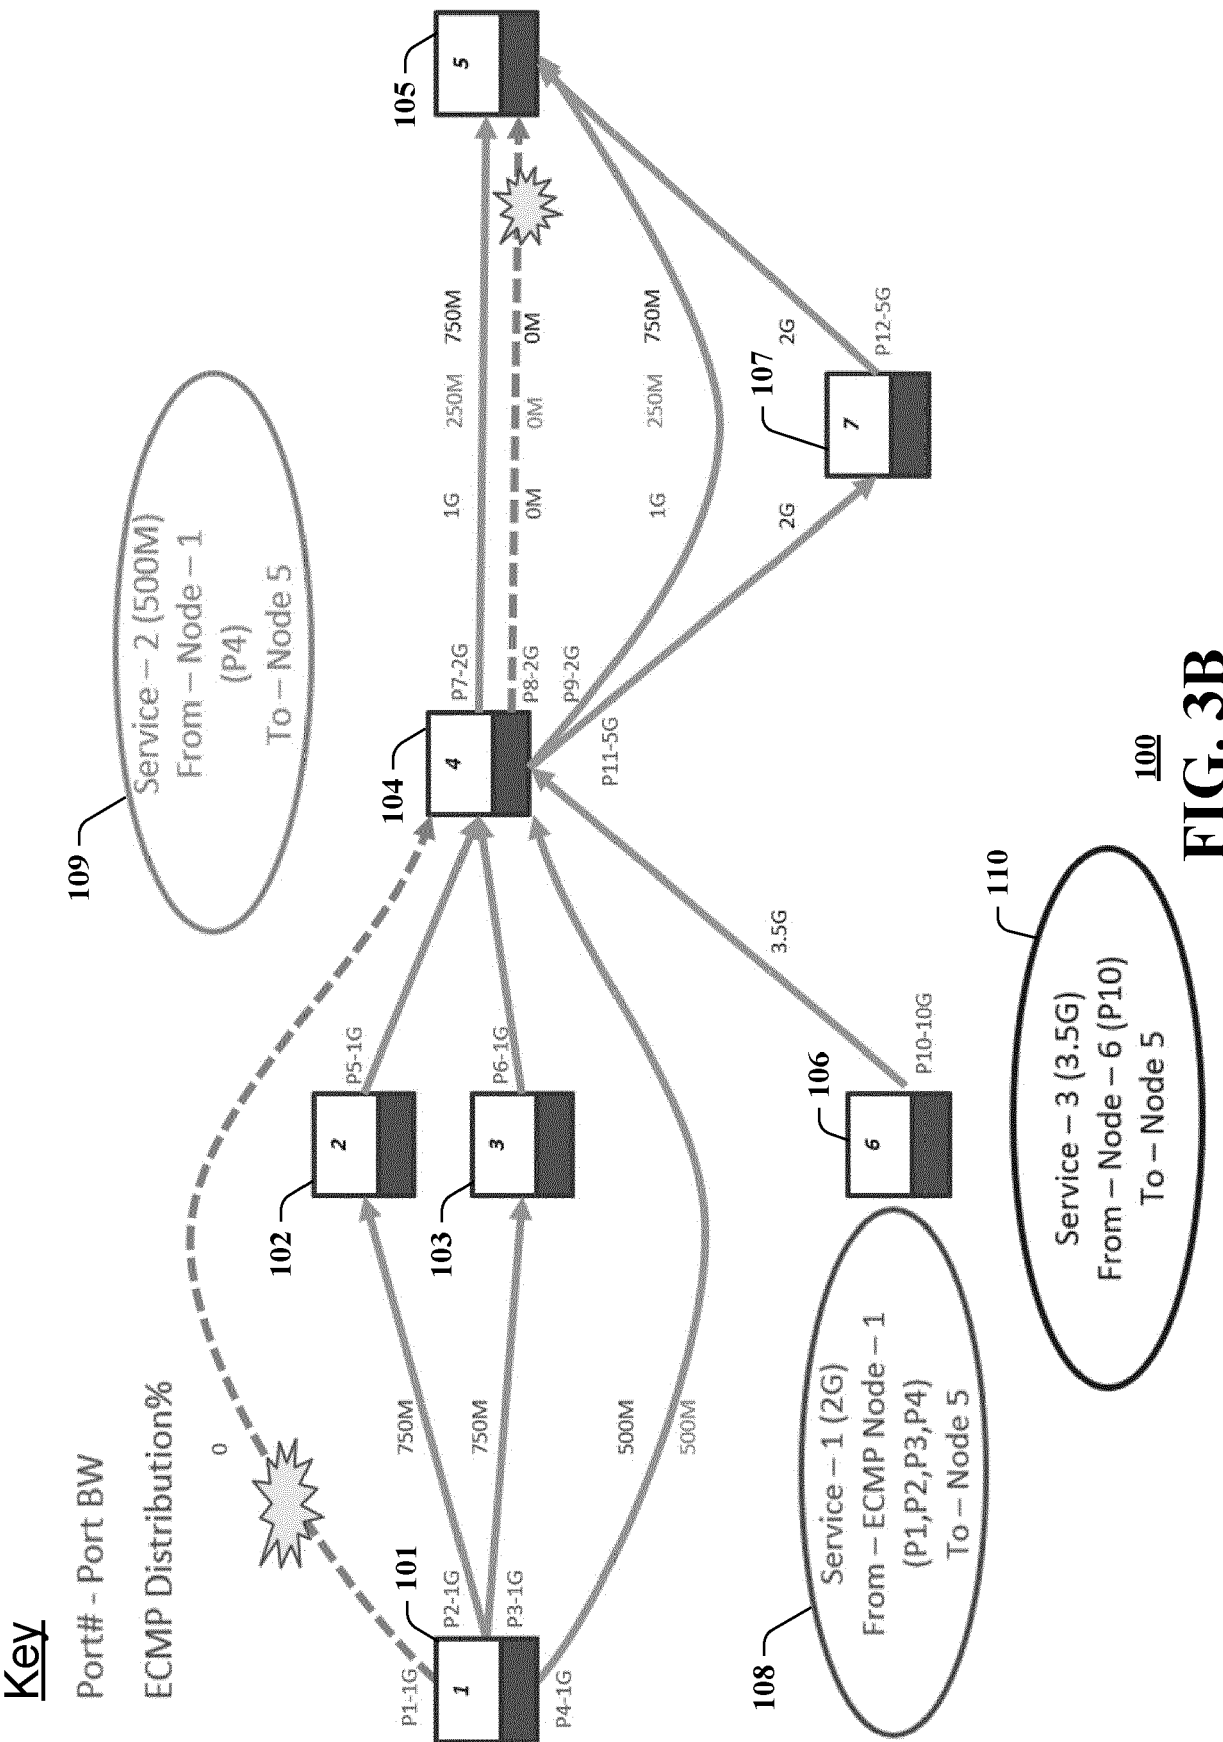 Key
Port# - Port BW
ECMP Distribution%
109
Service – 2 (500M)
From – Node – 1
(P4)
To – Node 5
0
P1-1G
101
1
P2-1G
P3-1G
P4-1G
750M
750M
500M
500M
102
2
P5-1G
103
3
P6-1G
104
4
P7-2G
P8-2G
P9-2G
P11-5G
1G
250M
750M
0M
0M
0M
1G
250M
750M
105
5
2G
107
7
2G
P12-5G
3.5G
106
6
P10-10G
108
Service – 1 (2G)
From – ECMP Node – 1
(P1,P2,P3,P4)
To – Node 5
110
Service – 3 (3.5G)
From – Node – 6 (P10)
To – Node 5
100
FIG. 3B